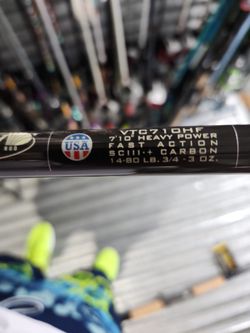 USA
VTC710HF
7'10" HEAVY POWER
FAST ACTION
SCIII+ CARBON
14-80 LB. 3/4 - 3 OZ.